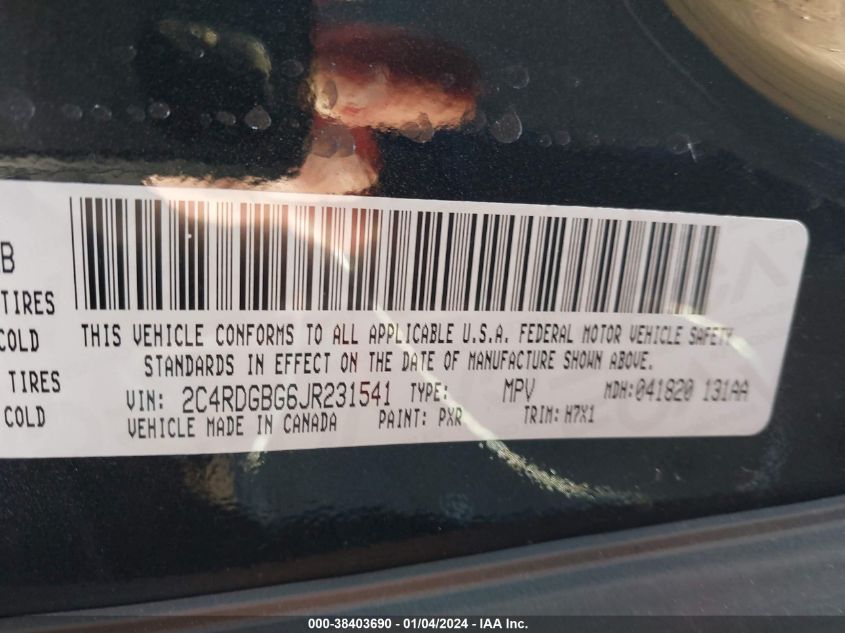 B
TIRES
COLD
TIRES
COLD
THIS VEHICLE CONFORMS TO ALL APPLICABLE U.S.A. FEDERAL MOTOR VEHICLE SAFETY
STANDARDS IN EFFECT ON THE DATE OF MANUFACTURE SHOWN ABOVE.
VIN: 2C4RDGBG6JR231541 TYPE: MPV MDH:041820 131AA
VEHICLE MADE IN CANADA PAINT: PXR TRIM: H7X1
000-38403690 - 01/04/2024 - IAA Inc.